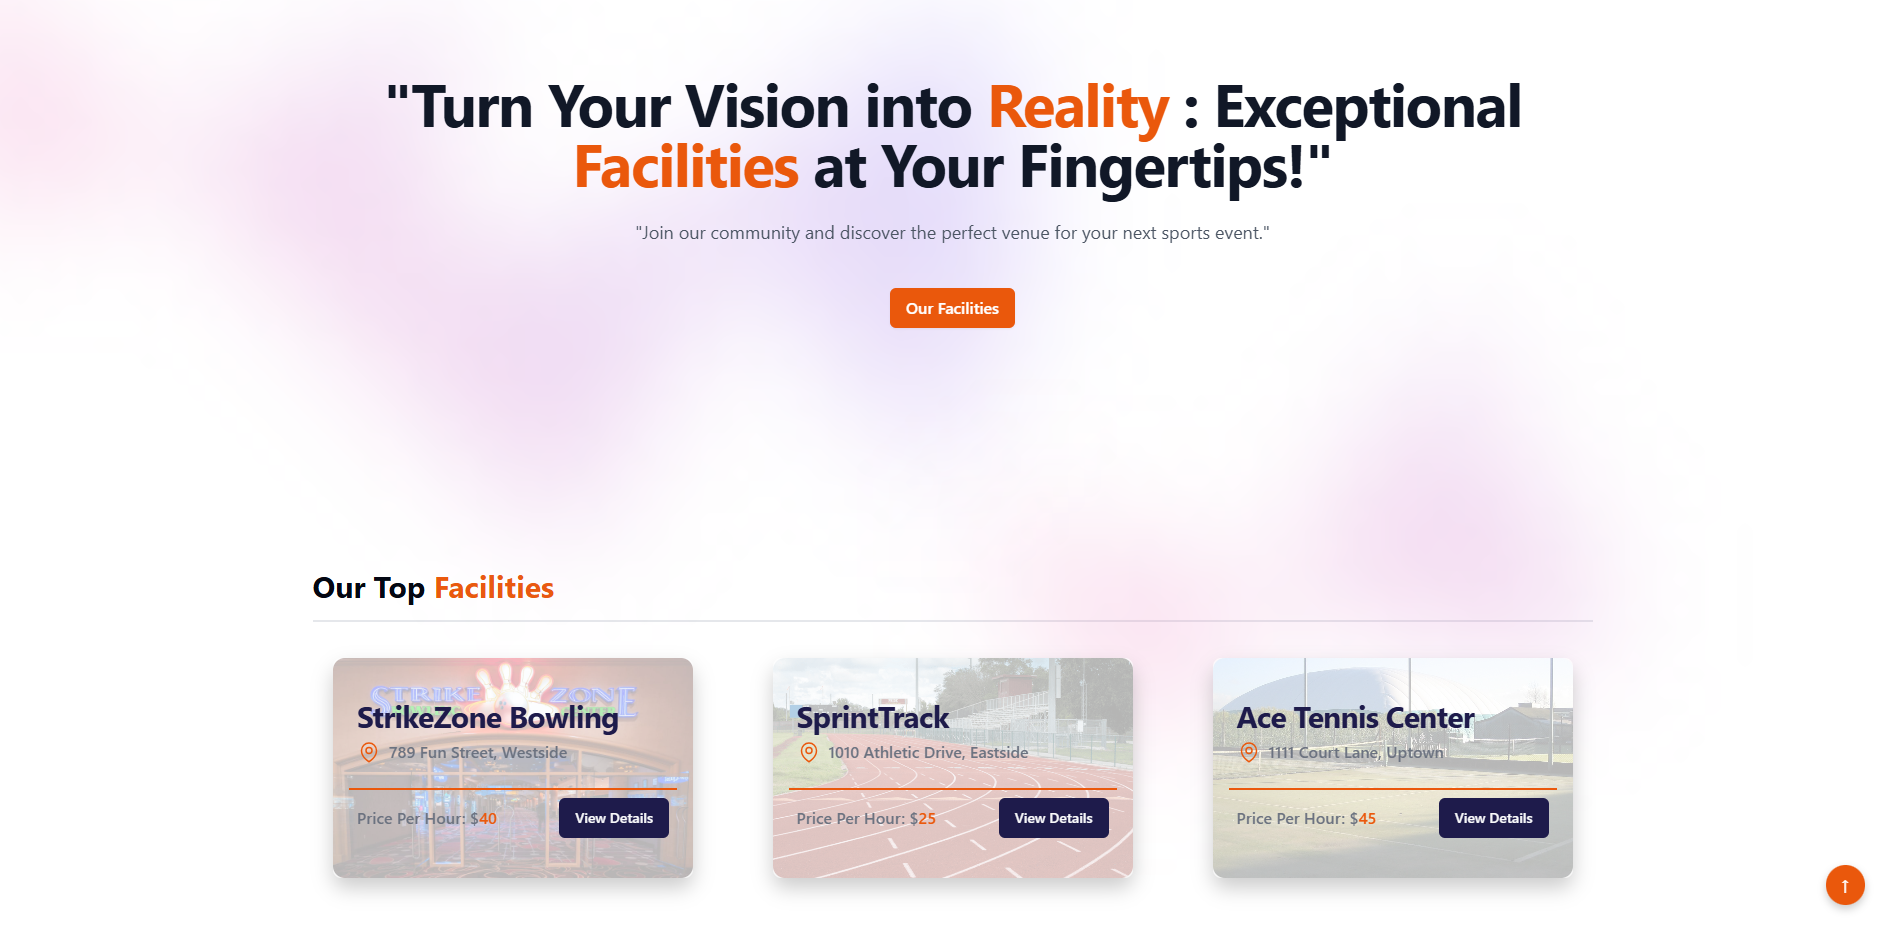 "Turn Your Vision into Reality : Exceptional
Facilities at Your Fingertips!"
"Join our community and discover the perfect venue for your next sports event."
Our Facilities
Our Top Facilities
STRIKE ZONE
StrikeZone Bowling
789 Fun Street, Westside
Price Per Hour: $40
View Details
SprintTrack
1010 Athletic Drive, Eastside
Price Per Hour: $25
View Details
Ace Tennis Center
1111 Court Lane, Uptown
Price Per Hour: $45
View Details
↑